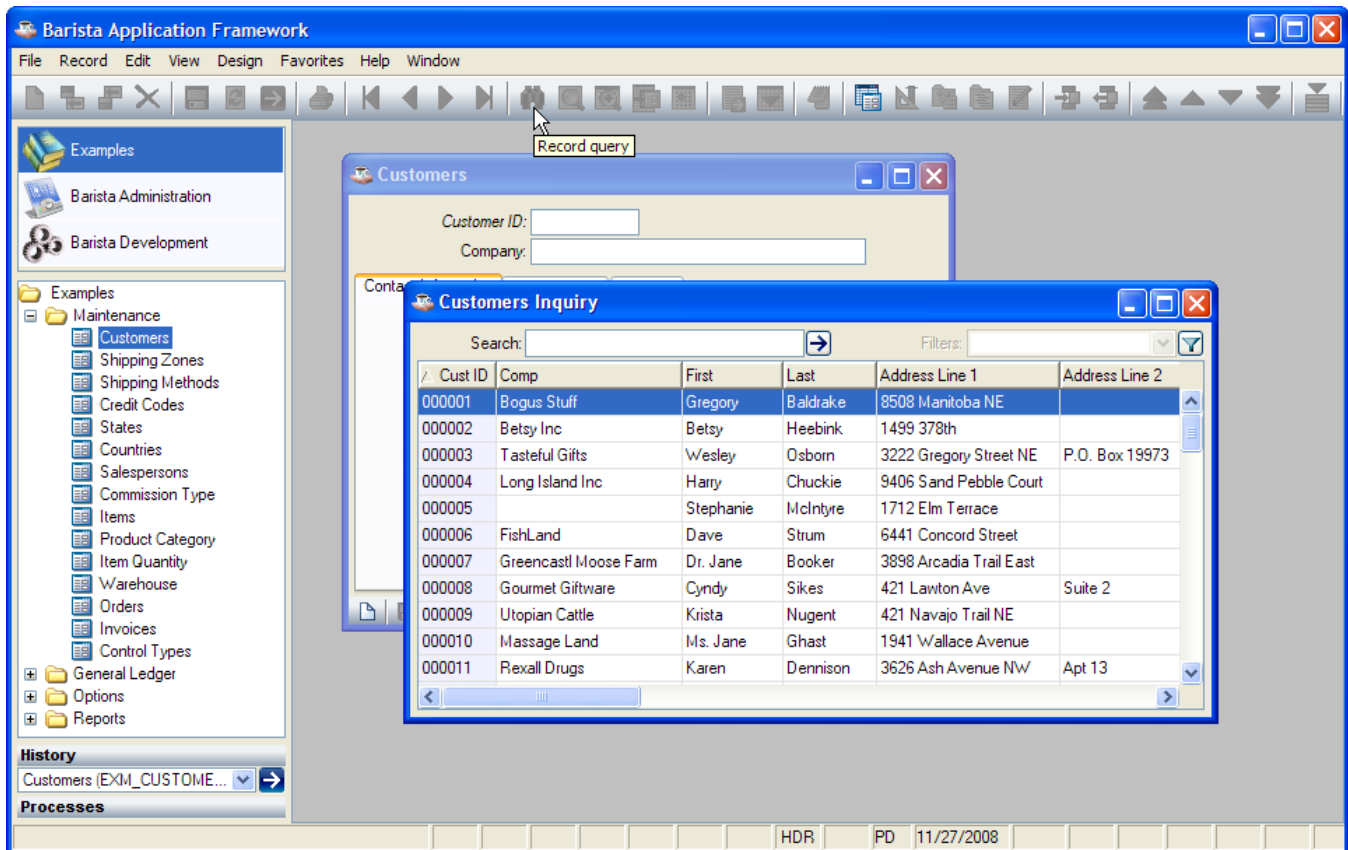 Barista Application Framework
File Record Edit View Design Favorites Help Window
Record query
Examples
Barista Administration
Barista Development
Examples
Maintenance
Customers
Shipping Zones
Shipping Methods
Credit Codes
States
Countries
Salespersons
Commission Type
Items
Product Category
Item Quantity
Warehouse
Orders
Invoices
Control Types
General Ledger
Options
Reports
History
Customers (EXM_CUSTOME...
Processes
Customers
Customer ID:
Company:
Customers Inquiry
Search: Filters:
Cust ID Comp First Last Address Line 1 Address Line 2
000001 Bogus Stuff Gregory Baldrake 8508 Manitoba NE
000002 Betsy Inc Betsy Heebink 1499 378th
000003 Tasteful Gifts Wesley Osborn 3222 Gregory Street NE P.O. Box 19973
000004 Long Island Inc Harry Chuckie 9406 Sand Pebble Court
000005 Stephanie McIntyre 1712 Elm Terrace
000006 FishLand Dave Strum 6441 Concord Street
000007 Greencastl Moose Farm Dr. Jane Booker 3898 Arcadia Trail East
000008 Gourmet Giftware Cyndy Sikes 421 Lawton Ave Suite 2
000009 Utopian Cattle Krista Nugent 421 Navajo Trail NE
000010 Massage Land Ms. Jane Ghast 1941 Wallace Avenue
000011 Rexall Drugs Karen Dennison 3626 Ash Avenue NW Apt 13
HDR PD 11/27/2008